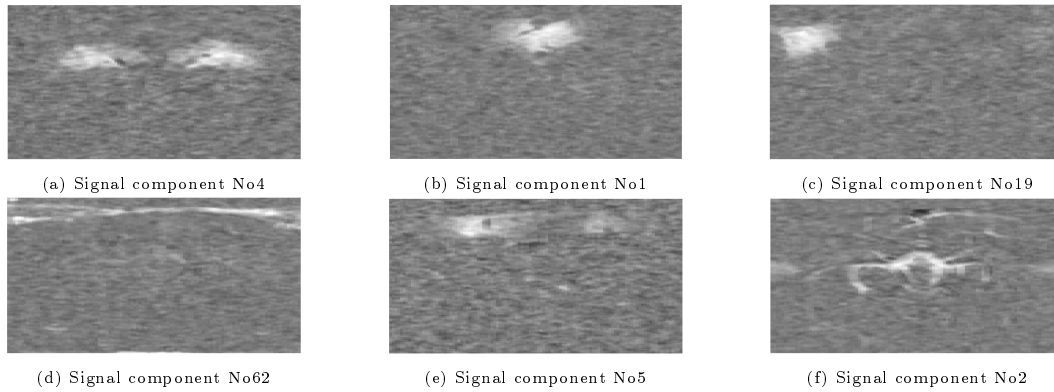 (a) Signal component No4
(b) Signal component No1
(c) Signal component No19
(d) Signal component No62
(e) Signal component No5
(f) Signal component No2